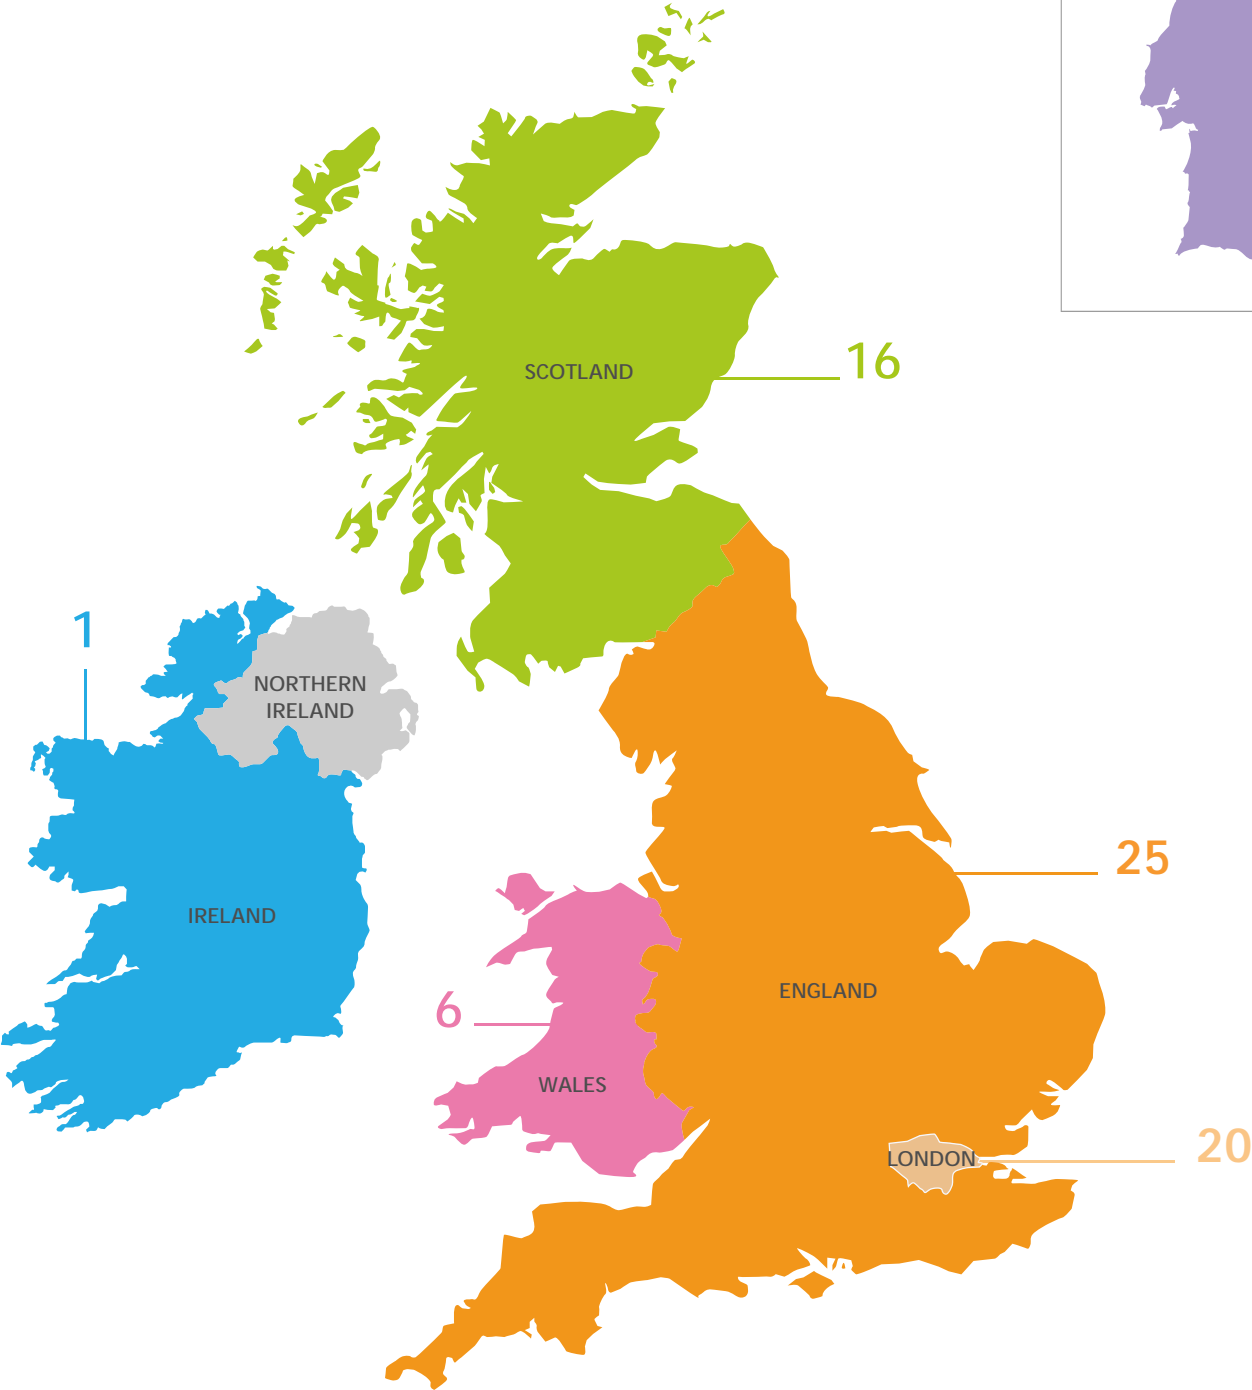 SCOTLAND
16
1
NORTHERN
IRELAND
25
IRELAND
ENGLAND
6
WALES
LONDON
20